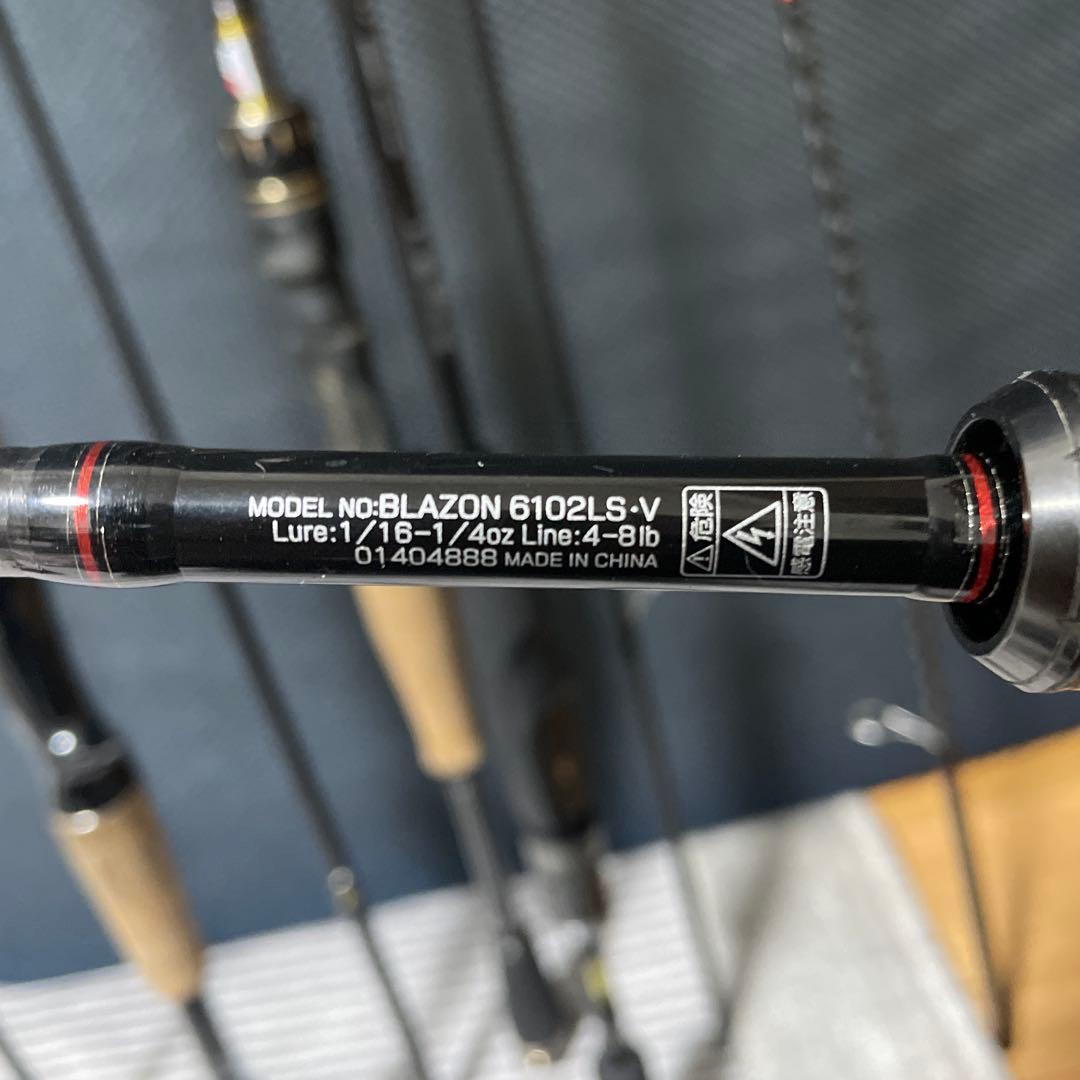 MODEL NO:BLAZON 6102LS・V
Lure:1/16-1/4oz Line:4-8lb
01404888 MADE IN CHINA
危険
感電注意